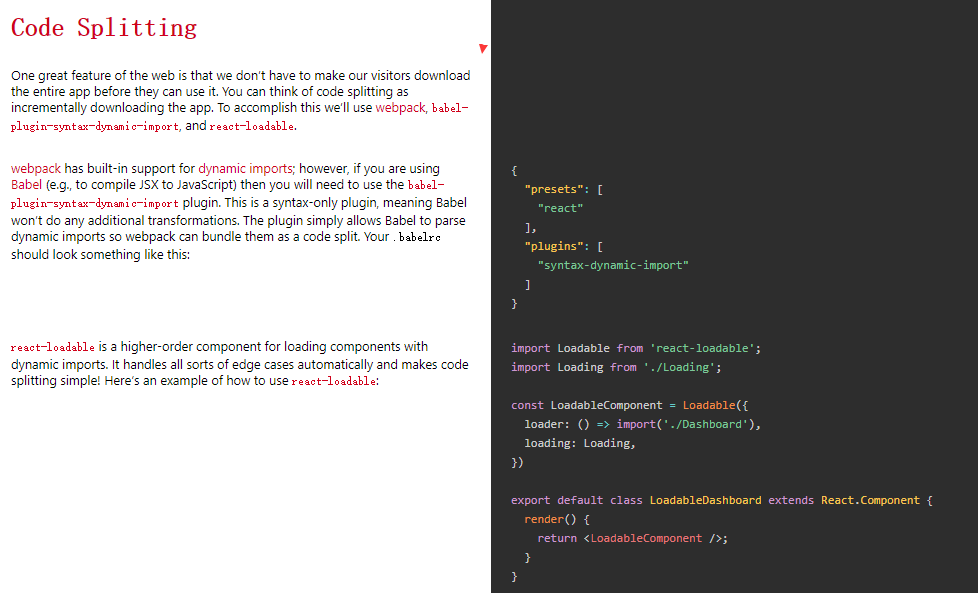 Code Splitting
One great feature of the web is that we don't have to make our visitors download
the entire app before they can use it. You can think of code splitting as
incrementally downloading the app. To accomplish this we'll use webpack, babel-
plugin-syntax-dynamic-import, and react-loadable.
webpack has built-in support for dynamic imports; however, if you are using
Babel (e.g., to compile JSX to JavaScript) then you will need to use the babel-
plugin-syntax-dynamic-import plugin. This is a syntax-only plugin, meaning Babel
won't do any additional transformations. The plugin simply allows Babel to parse
dynamic imports so webpack can bundle them as a code split. Your .babelrc
should look something like this:
{
  "presets": [
    "react"
  ],
  "plugins": [
    "syntax-dynamic-import"
  ]
}
react-loadable is a higher-order component for loading components with
dynamic imports. It handles all sorts of edge cases automatically and makes code
splitting simple! Here's an example of how to use react-loadable:
import Loadable from 'react-loadable';
import Loading from './Loading';
const LoadableComponent = Loadable({
  loader: () => import('./Dashboard'),
  loading: Loading,
})
export default class LoadableDashboard extends React.Component {
  render() {
    return <LoadableComponent />;
  }
}